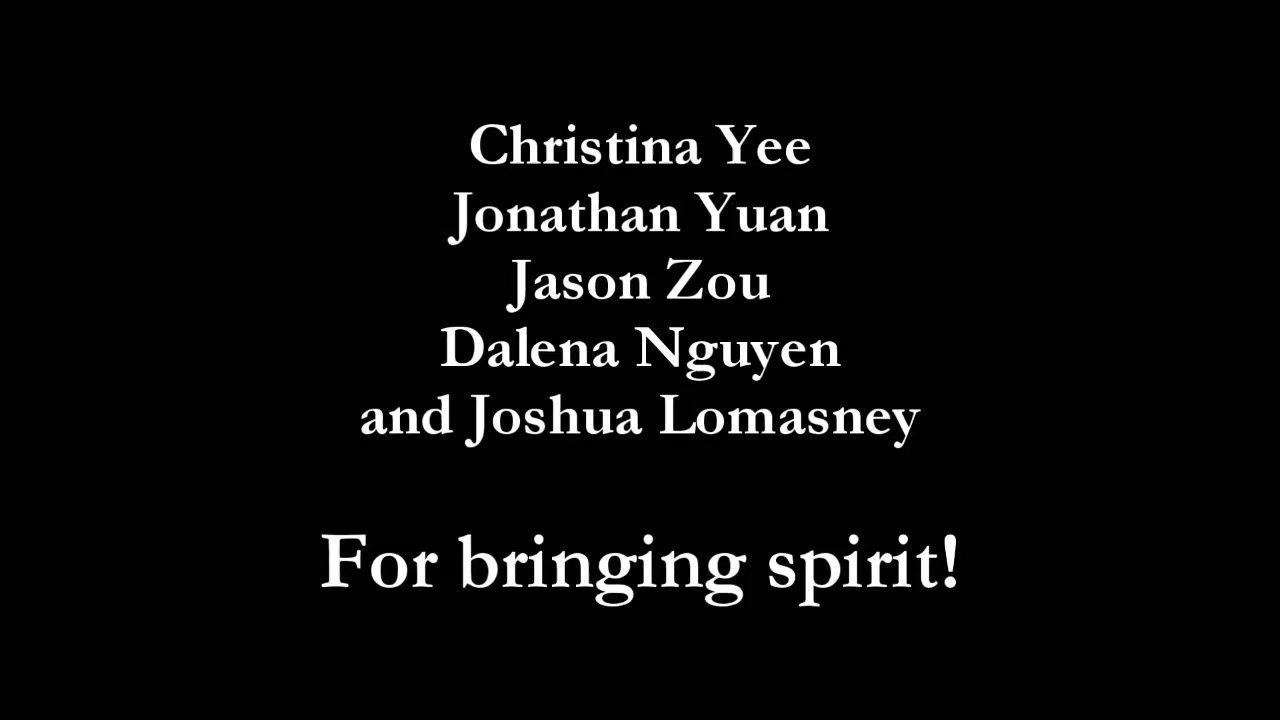 Christina Yee
Jonathan Yuan
Jason Zou
Dalena Nguyen
and Joshua Lomasney
For bringing spirit!